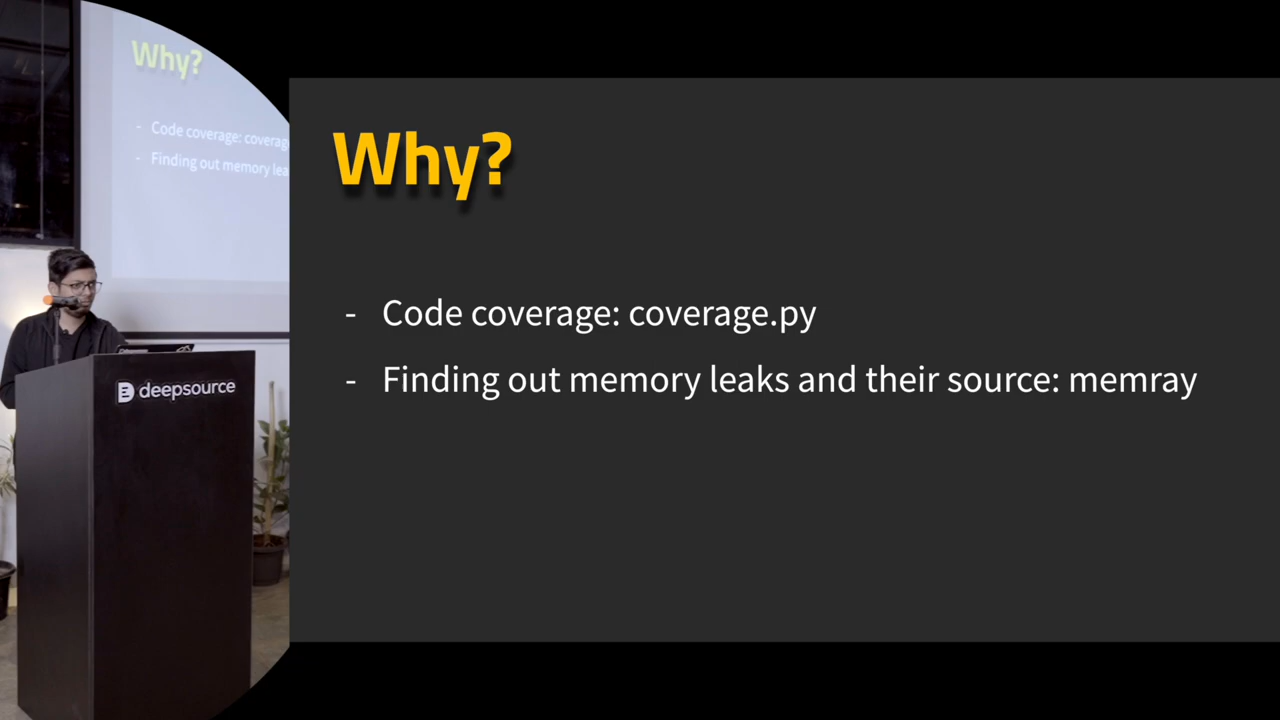 Why?
- Code coverage: coverag
- Finding out memory lea
deepsource
Why?
- Code coverage: coverage.py
- Finding out memory leaks and their source: memray